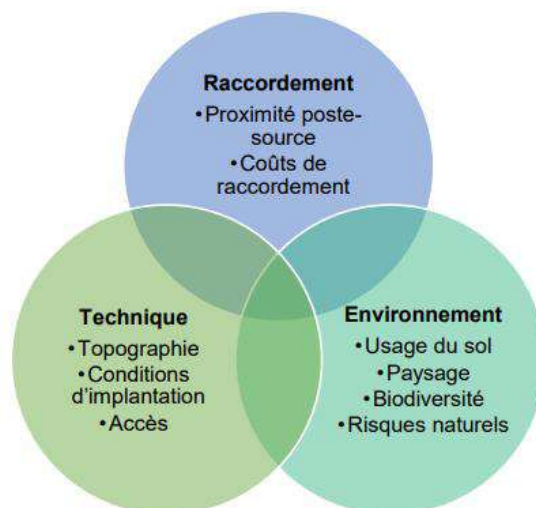 Raccordement
•Proximité poste-
source
•Coûts de
raccordement
Technique
•Topographie
•Conditions
d'implantation
•Accès
Environnement
•Usage du sol
•Paysage
•Biodiversité
•Risques naturels